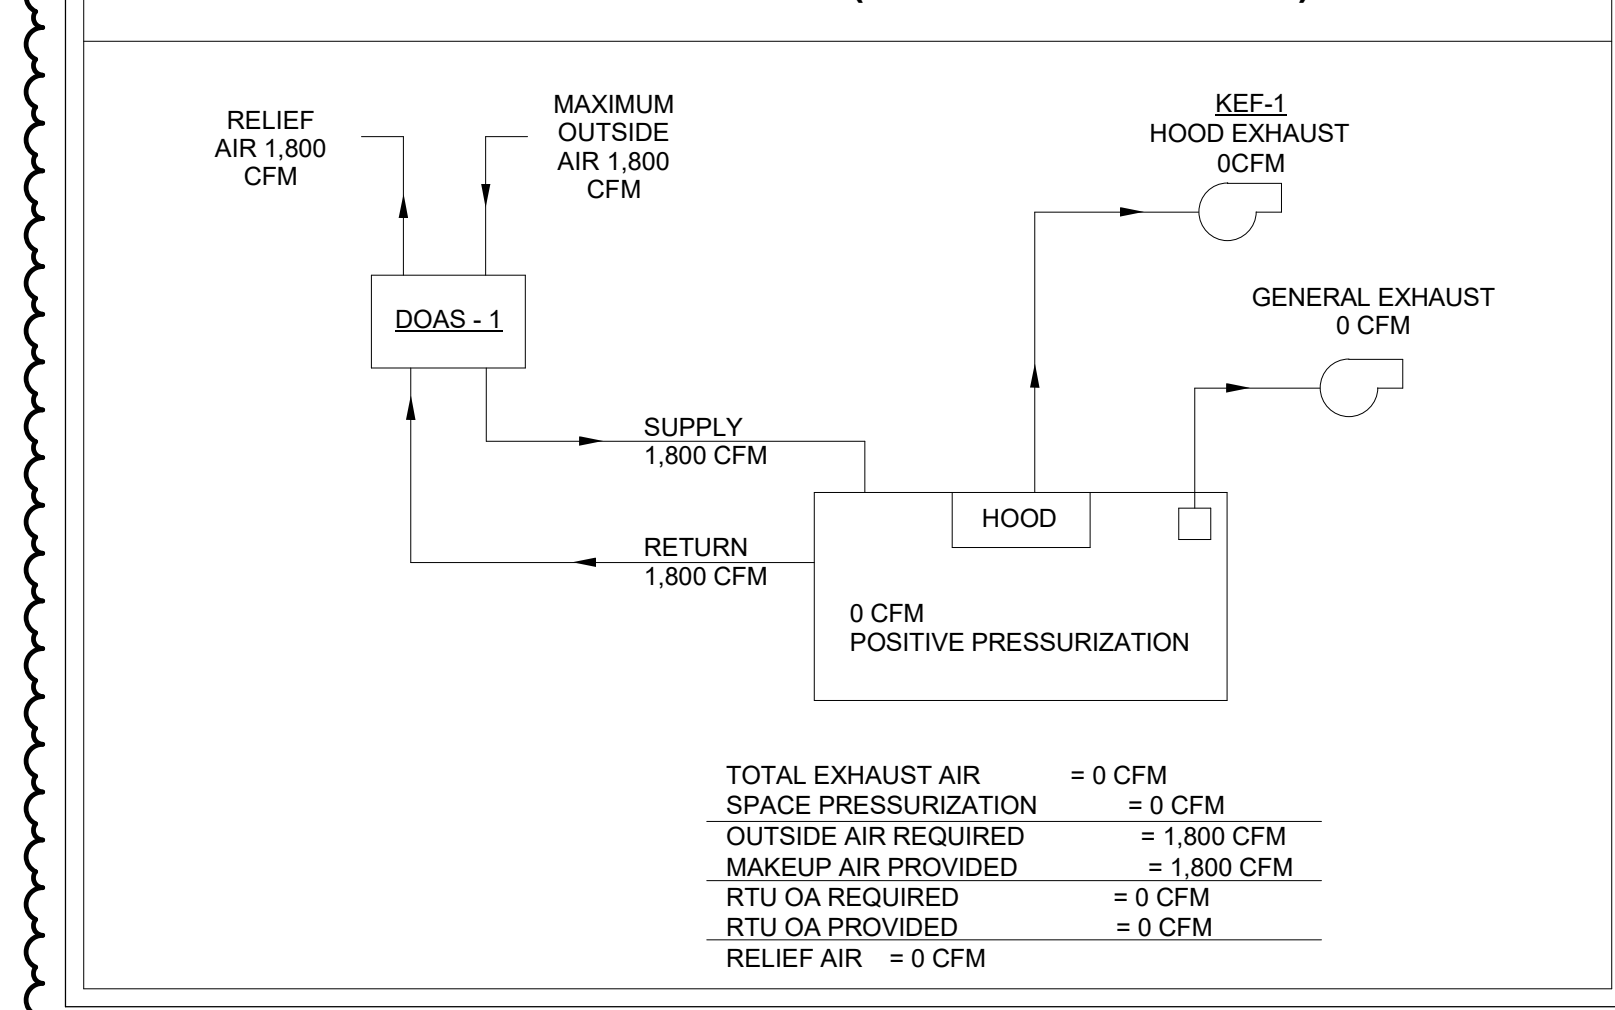 RELIEF
AIR 1,800
CFM
MAXIMUM
OUTSIDE
AIR 1,800
CFM
KEF-1
HOOD EXHAUST
0CFM
DOAS - 1
GENERAL EXHAUST
0 CFM
SUPPLY
1,800 CFM
HOOD
RETURN
1,800 CFM
0 CFM
POSITIVE PRESSURIZATION
TOTAL EXHAUST AIR = 0 CFM
SPACE PRESSURIZATION = 0 CFM
OUTSIDE AIR REQUIRED = 1,800 CFM
MAKEUP AIR PROVIDED = 1,800 CFM
RTU OA REQUIRED = 0 CFM
RTU OA PROVIDED = 0 CFM
RELIEF AIR = 0 CFM